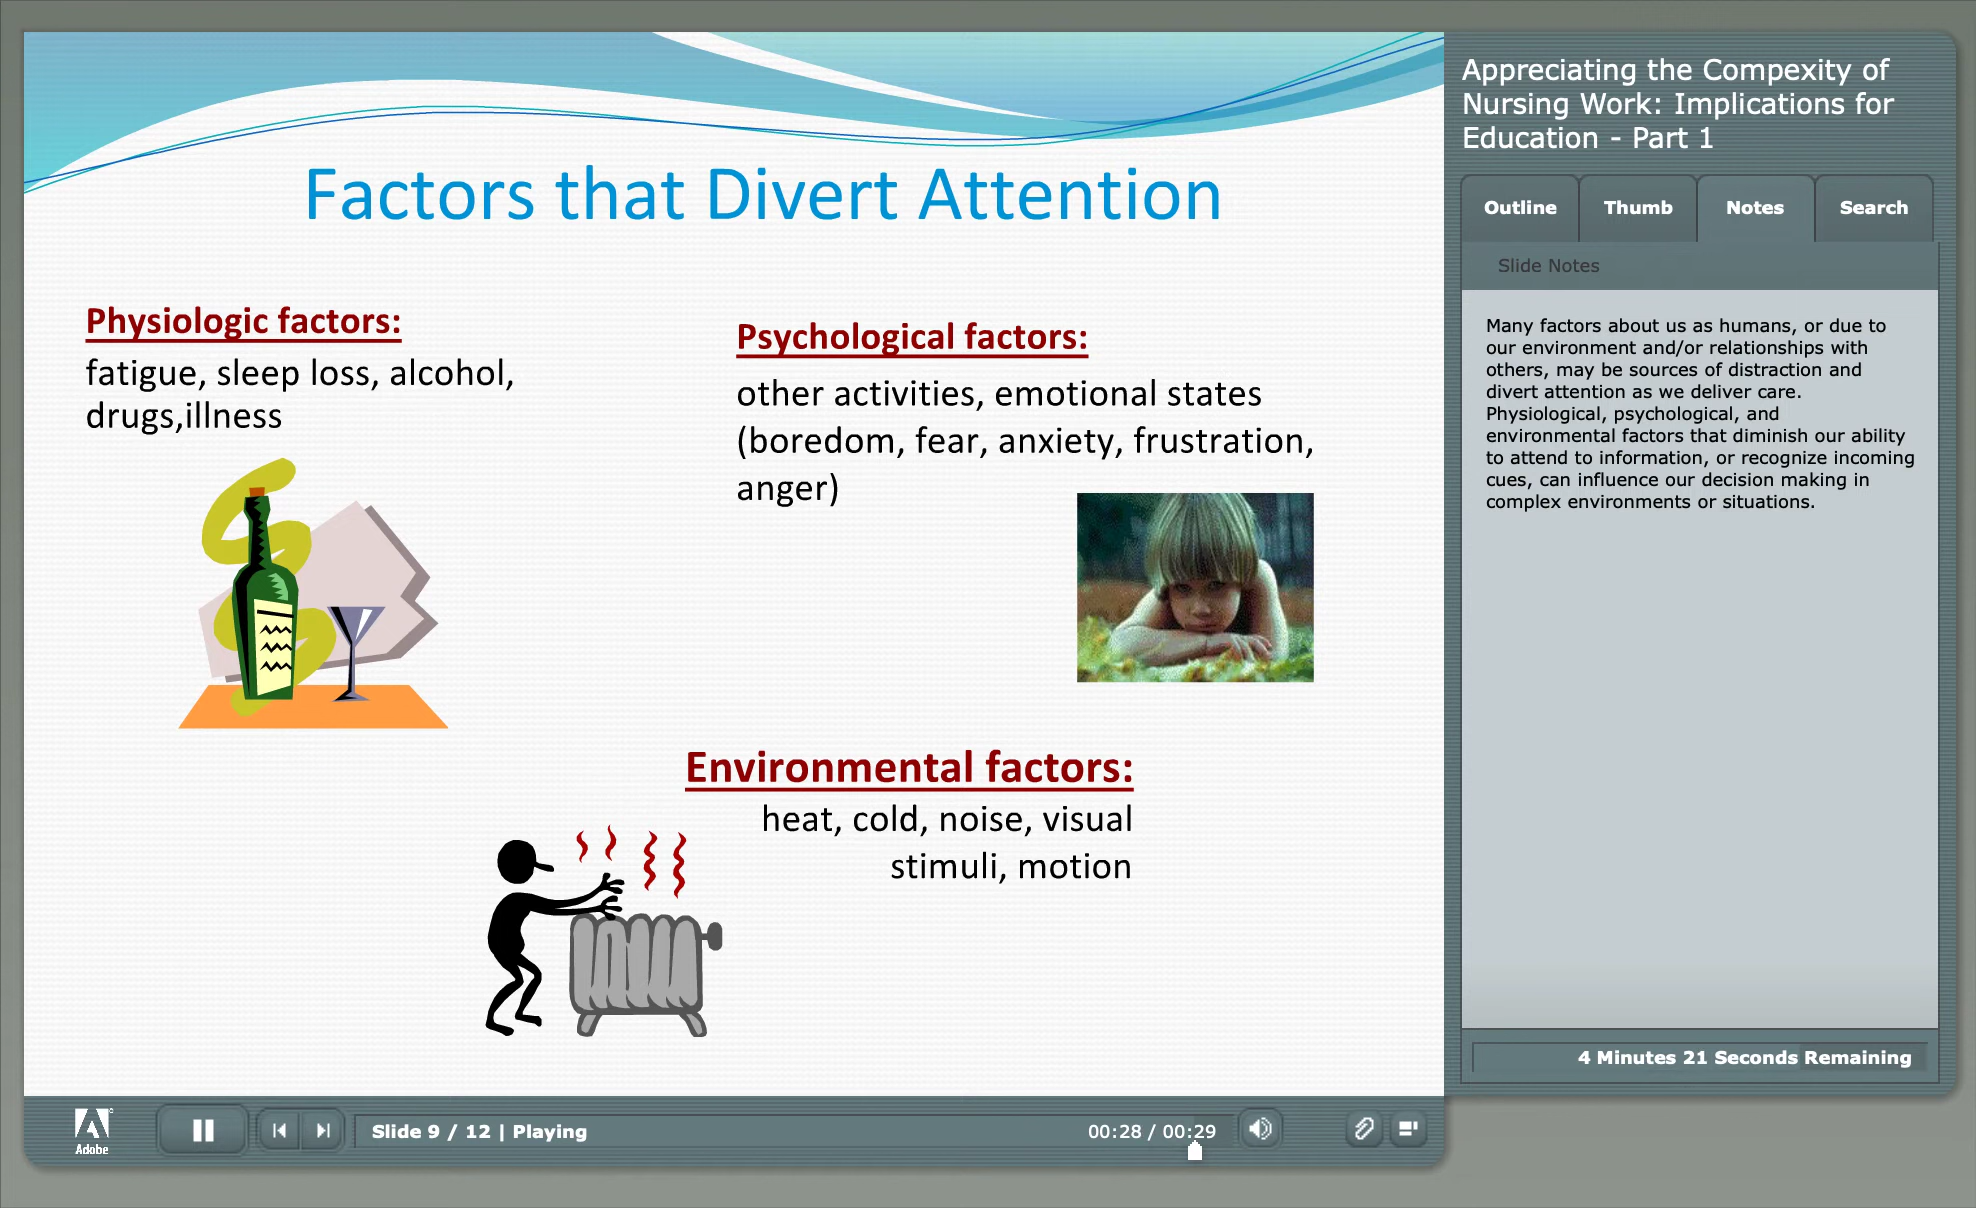 Factors that Divert Attention
Physiologic factors:
fatigue, sleep loss, alcohol,
drugs,illness
Psychological factors:
other activities, emotional states
(boredom, fear, anxiety, frustration,
anger)
Environmental factors:
heat, cold, noise, visual
stimuli, motion
Adobe
Slide 9 / 12 | Playing
00:28 / 00:29
Appreciating the Compexity of
Nursing Work: Implications for
Education - Part 1
Outline
Thumb
Notes
Search
Slide Notes
Many factors about us as humans, or due to
our environment and/or relationships with
others, may be sources of distraction and
divert attention as we deliver care.
Physiological, psychological, and
environmental factors that diminish our ability
to attend to information, or recognize incoming
cues, can influence our decision making in
complex environments or situations.
4 Minutes 21 Seconds Remaining